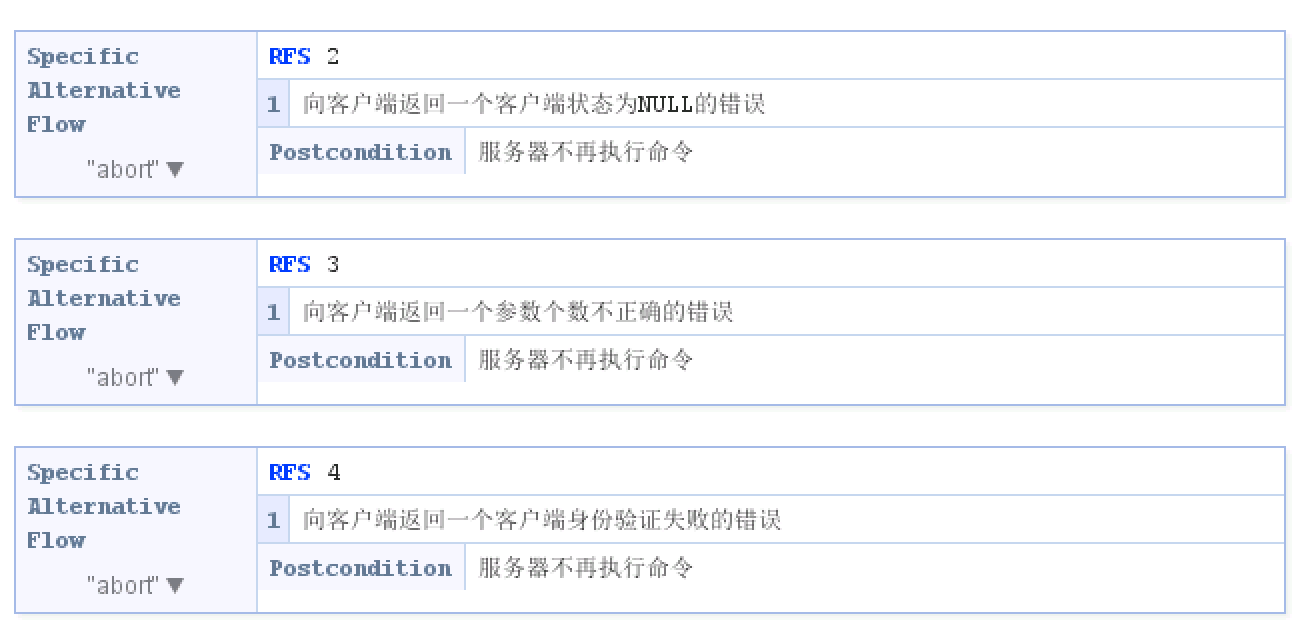 Specific
Alternative
Flow
"abort" ▼
RFS 2
1 向客户端返回一个客户端状态为NULL的错误
Postcondition 服务器不再执行命令
Specific
Alternative
Flow
"abort" ▼
RFS 3
1 向客户端返回一个参数个数不正确的错误
Postcondition 服务器不再执行命令
Specific
Alternative
Flow
"abort" ▼
RFS 4
1 向客户端返回一个客户端身份验证失败的错误
Postcondition 服务器不再执行命令